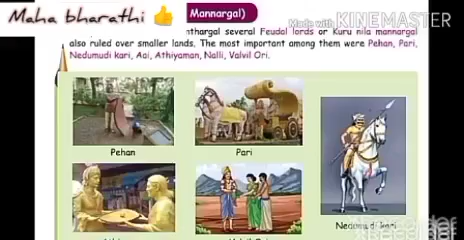 Maha bharathi 👍
Mannargal)
Made with
KINEMASTER
nthargal several Feudal lords or Kuru nila mannargal
also ruled over smaller lands. The most important among them were Pehan, Pari,
Nedumudi kari, Aai, Athiyaman, Nalli, Valvil Ori.
Pehan
Pari
Nedumudi kari